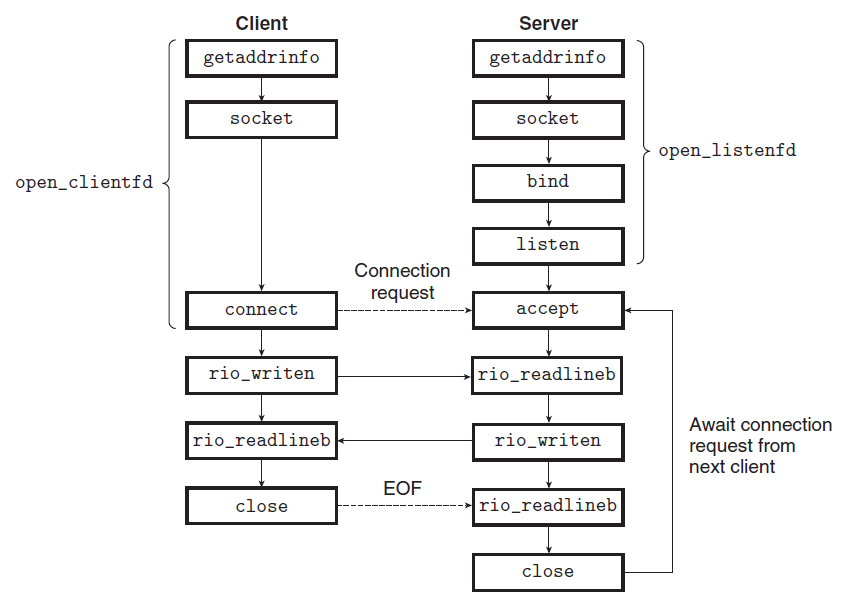 Client
Server
getaddrinfo
getaddrinfo
socket
socket
open_listenfd
open_clientfd
bind
listen
Connection
request
connect
accept
rio_writen
rio_readlineb
Await connection
request from
next client
rio_readlineb
rio_writen
EOF
close
rio_readlineb
close